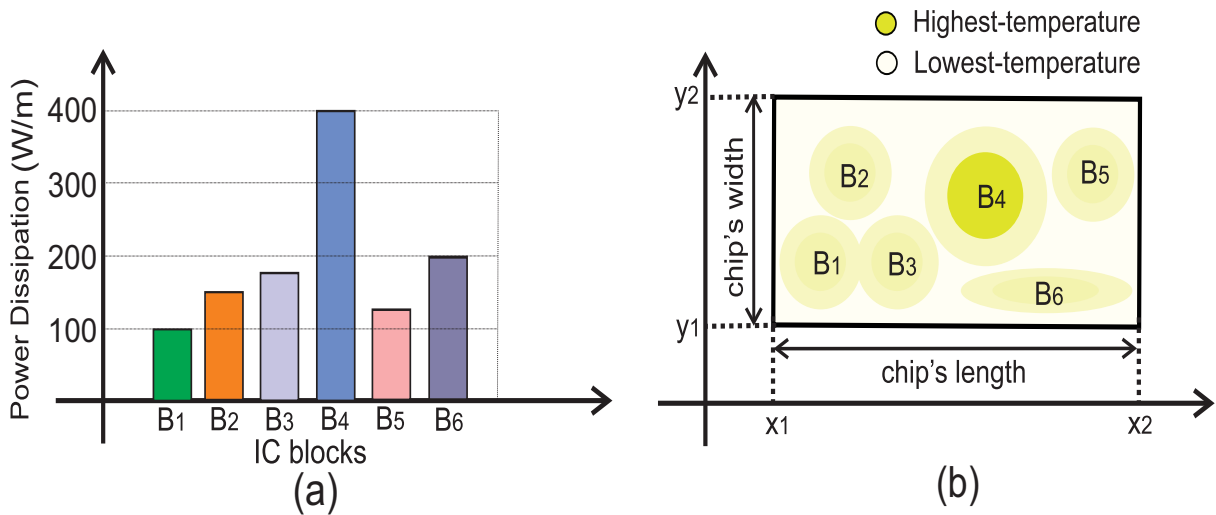 Power Dissipation (W/m)
400
300
200
100
B1 B2 B3 B4 B5 B6
IC blocks
(a)
Highest-temperature
Lowest-temperature
y2
chip's width
B2
B4
B5
B1
B3
B6
y1
chip's length
x1
x2
(b)